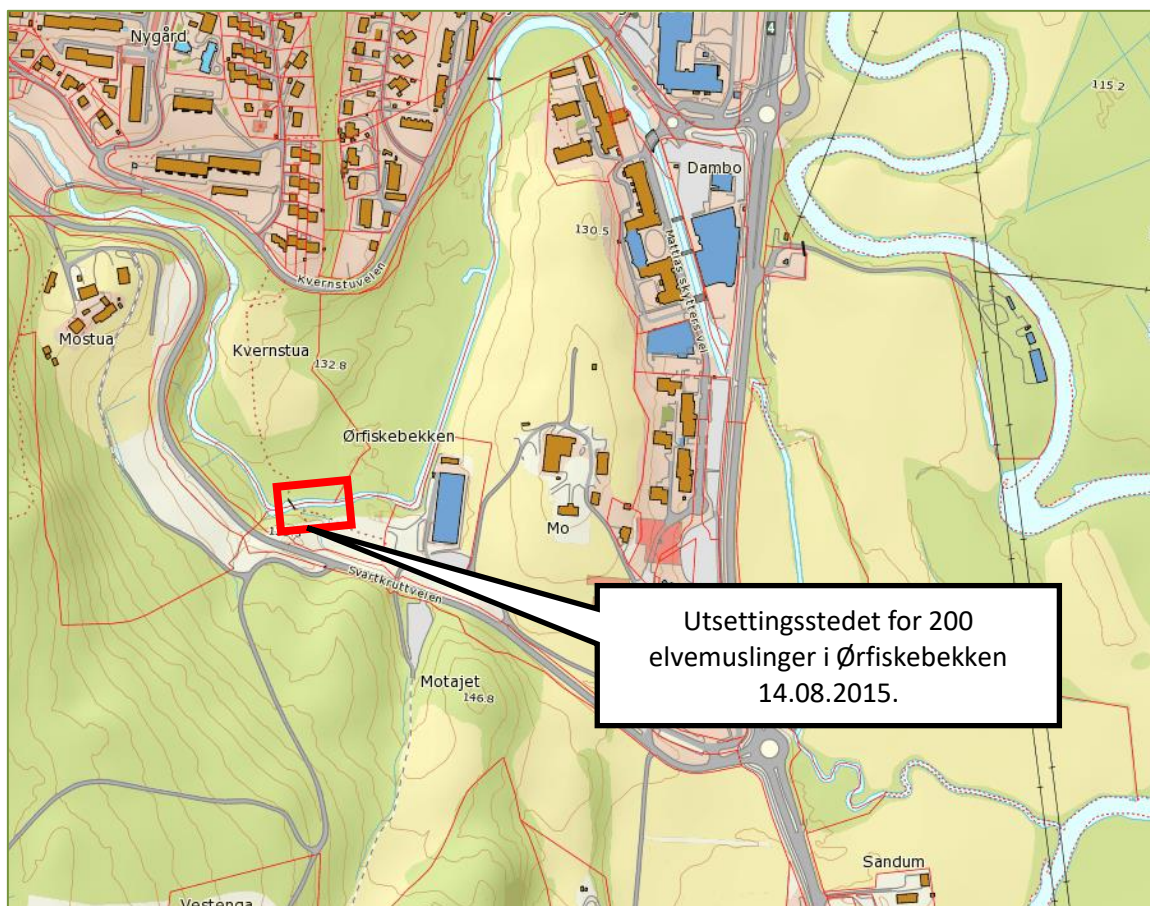 Nygård
4
115.2
Dambo
130.5
Kvernstuveien
Mattias skytters vei
Mostua
Kvernstua
132.8
Ørfiskebekken
Mo
Svartkruttveien
Utsettingsstedet for 200
elvemuslinger i Ørfiskebekken
14.08.2015.
Motajet
146.8
Sandum
Vestenga